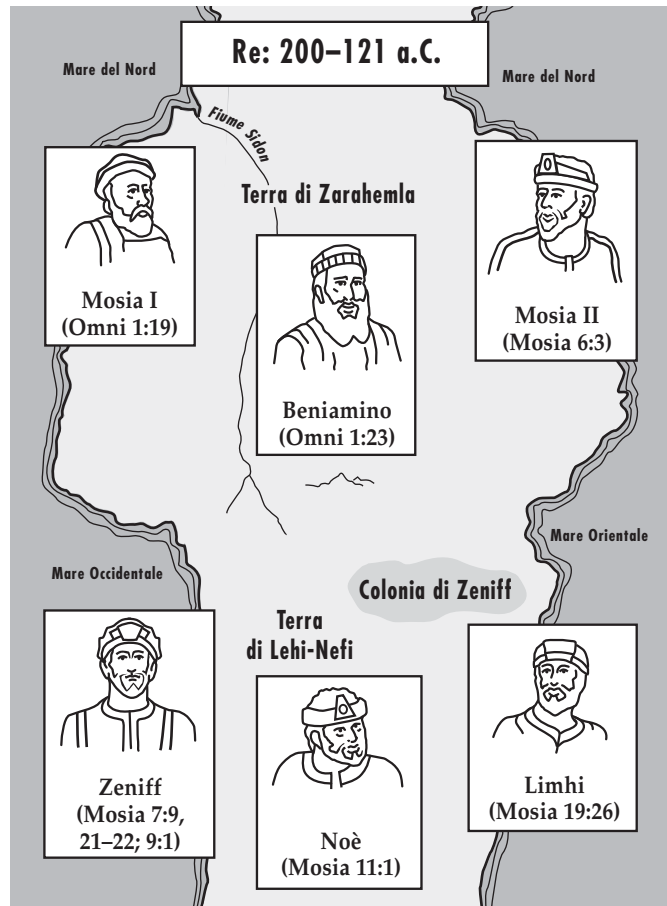 Re: 200–121 a.C.
Mare del Nord
Mare del Nord
Fiume Sidon
Terra di Zarahemla
Mosia I
(Omni 1:19)
Beniamino
(Omni 1:23)
Mosia II
(Mosia 6:3)
Mare Orientale
Mare Occidentale
Colonia di Zeniff
Terra
di Lehi-Nefi
Zeniff
(Mosia 7:9,
21–22; 9:1)
Noè
(Mosia 11:1)
Limhi
(Mosia 19:26)